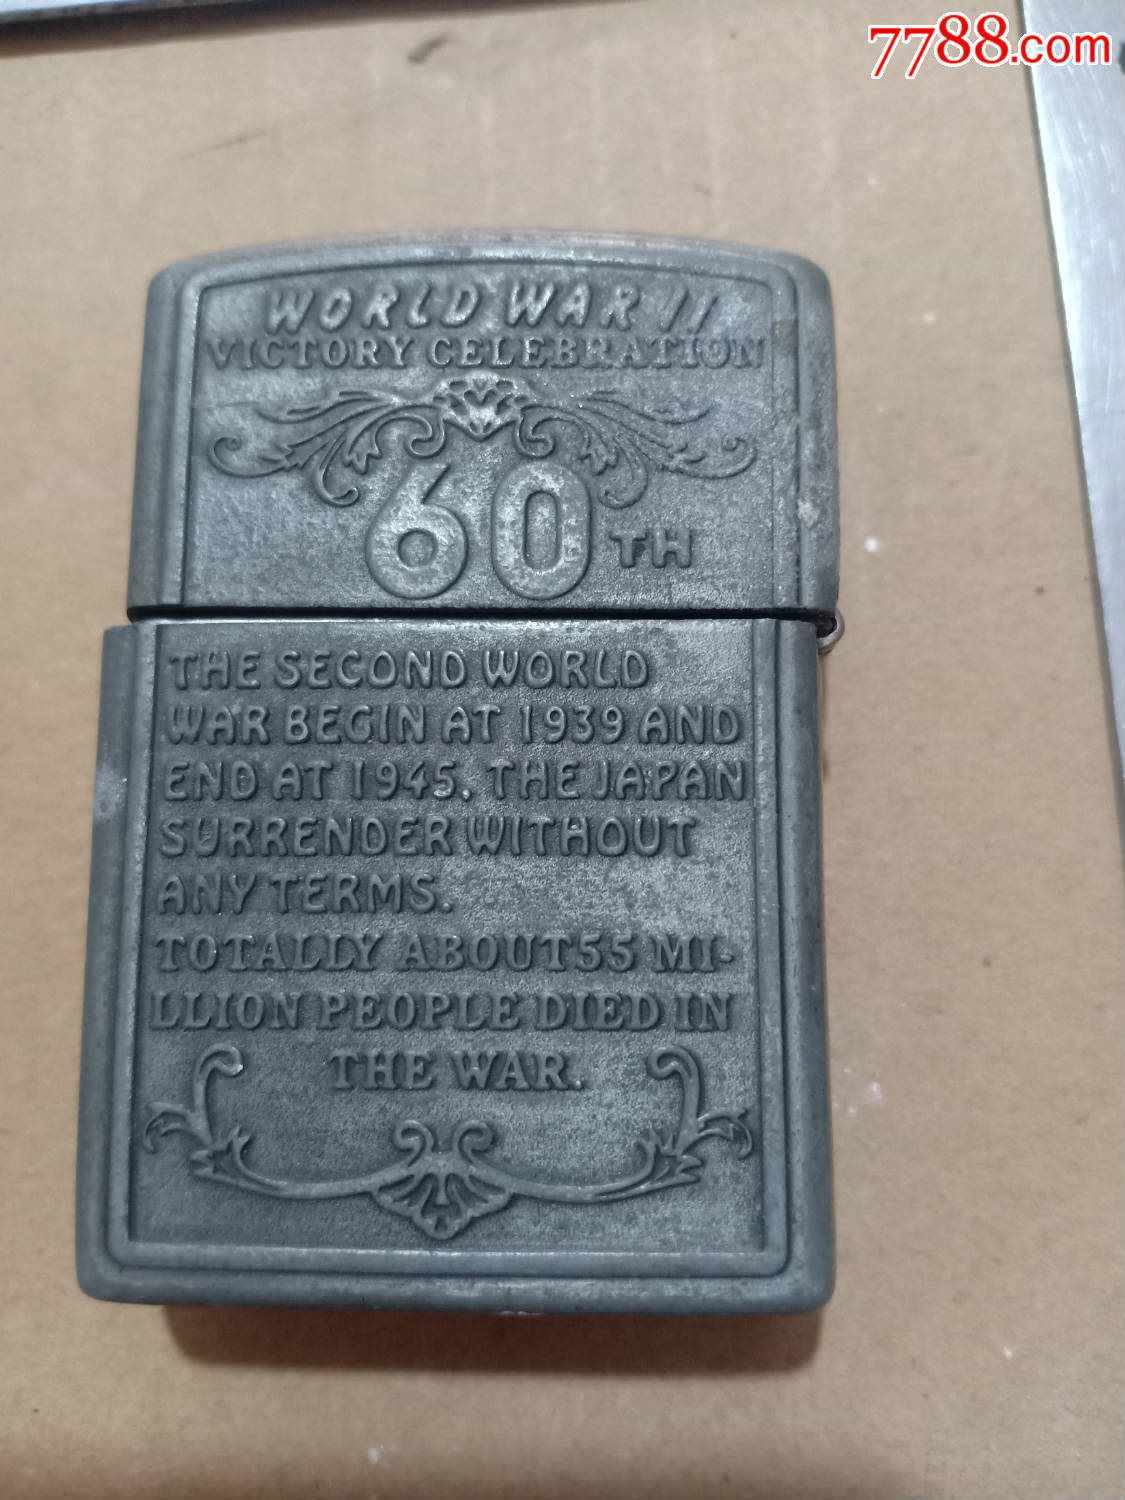 7788.com
WORLD WAR II
VICTORY CELEBRATION
60TH
THE SECOND WORLD
WAR BEGIN AT 1939 AND
END AT 1945. THE JAPAN
SURRENDER WITHOUT
ANY TERMS.
TOTALLY ABOUT55 MI-
LLION PEOPLE DIED IN
THE WAR.